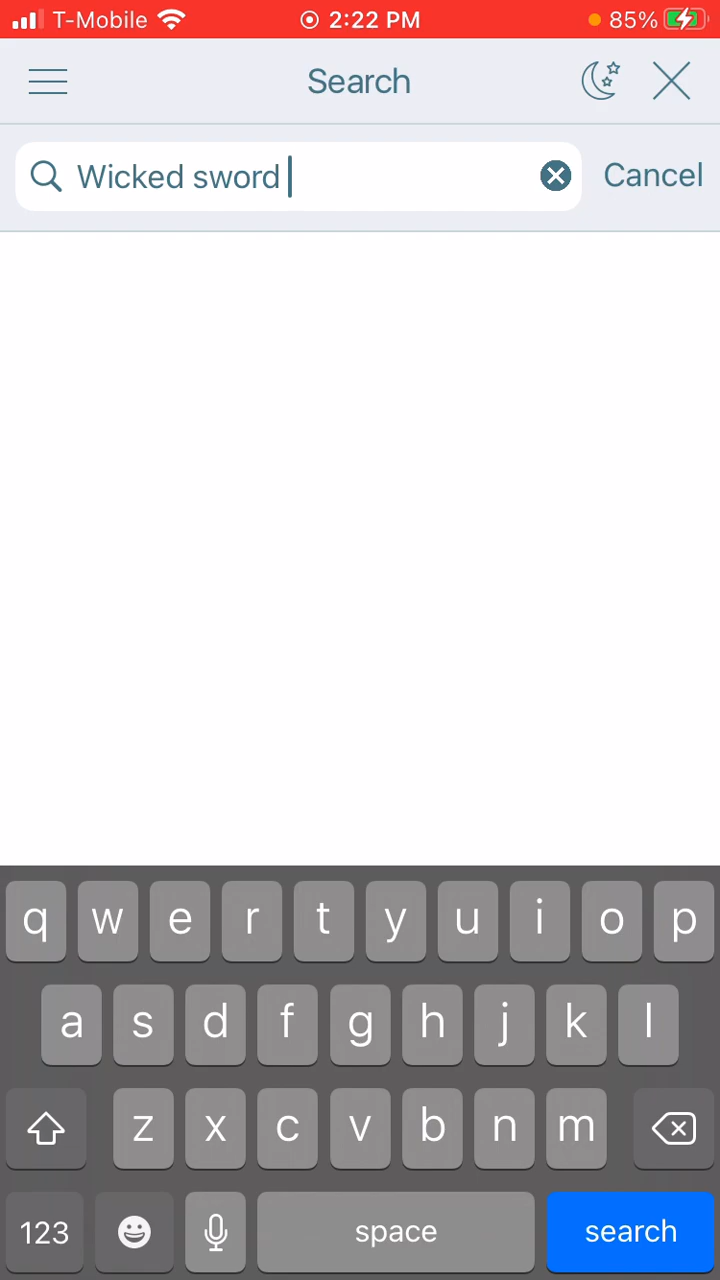 T-Mobile 2:22 PM 85%
Search
Wicked sword Cancel
q w e r t y u i o p
a s d f g h j k l
z x c v b n m
123 space search